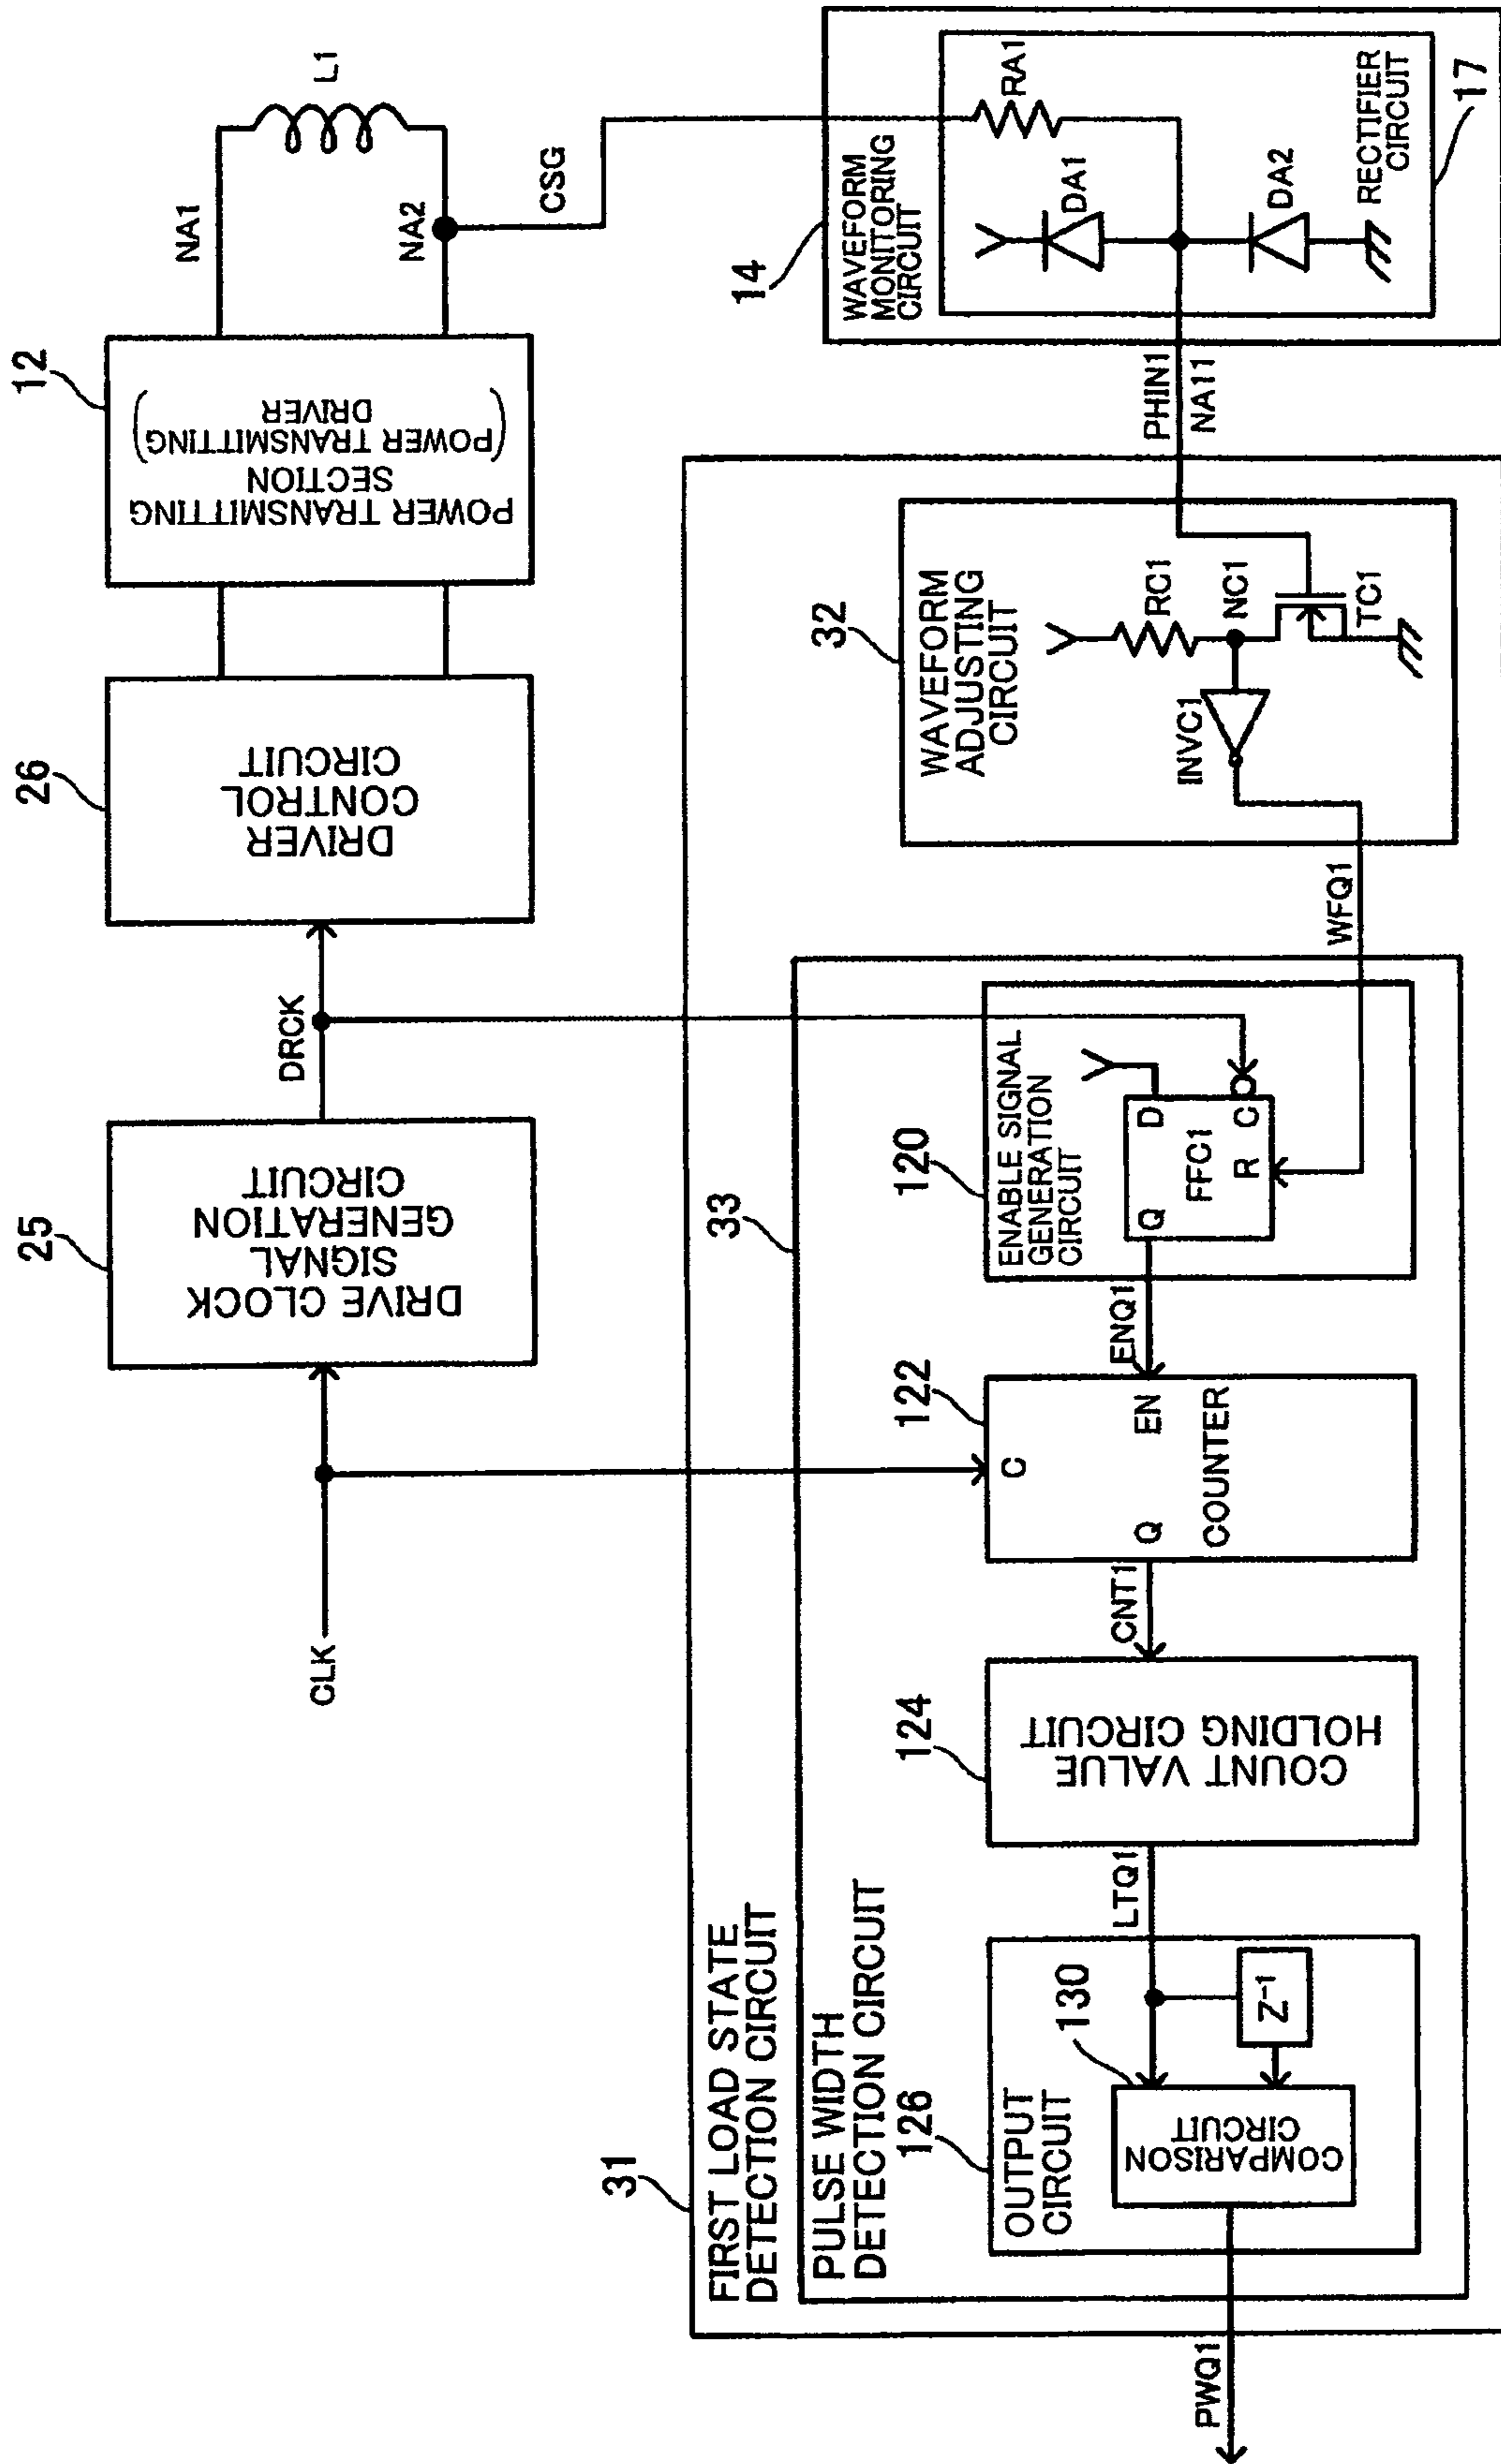 CLK
25
DRIVE CLOCK
SIGNAL
GENERATION
CIRCUIT
DRCK
26
DRIVER
CONTROL
CIRCUIT
12
POWER TRANSMITTING
SECTION
(POWER TRANSMITTING
DRIVER)
NA1
NA2
L1
CSG
31
FIRST LOAD STATE
DETECTION CIRCUIT
33
PULSE WIDTH
DETECTION CIRCUIT
126
OUTPUT
CIRCUIT
130
COMPARISON
CIRCUIT
Z⁻¹
PWQ1
LTQ1
124
COUNT VALUE
HOLDING CIRCUIT
CNT1
122
C
Q
EN
COUNTER
ENQ1
120
ENABLE SIGNAL
GENERATION
CIRCUIT
Q
D
FFC1
R
C
WFQ1
32
WAVEFORM
ADJUSTING
CIRCUIT
INVC1
RC1
NC1
TC1
PHIN1
NA11
14
WAVEFORM
MONITORING
CIRCUIT
RA1
DA1
DA2
RECTIFIER
CIRCUIT
17